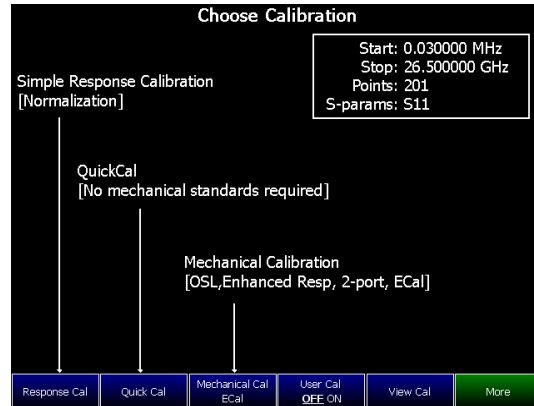 Choose Calibration
Start: 0.030000 MHz
Stop: 26.500000 GHz
Points: 201
S-params: S11
Simple Response Calibration
[Normalization]
QuickCal
[No mechanical standards required]
Mechanical Calibration
[OSL,Enhanced Resp, 2-port, ECal]
Response Cal
Quick Cal
Mechanical Cal
ECal
User Cal
OFF ON
View Cal
More